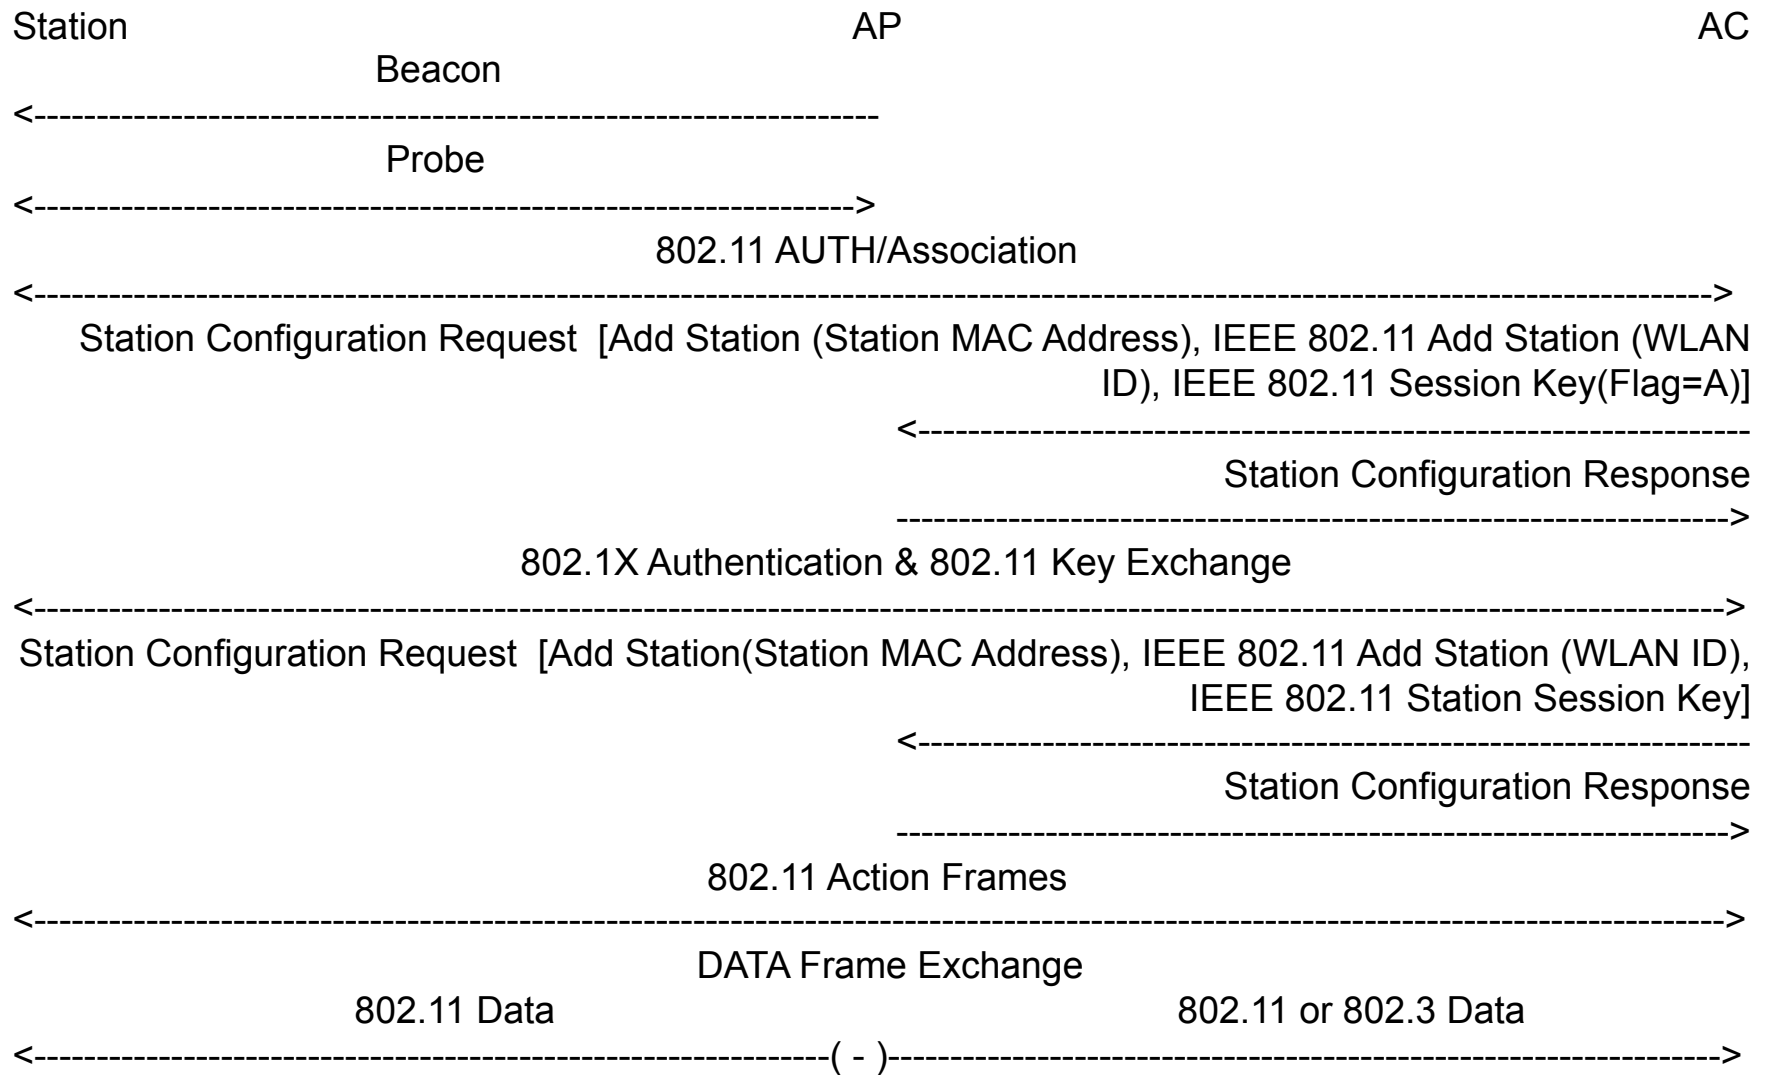 Station AP AC
Beacon
<--------------------------------------------------------------------
Probe
<------------------------------------------------------------------>
802.11 AUTH/Association
<--------------------------------------------------------------------------------------------------------------------------------------->
Station Configuration Request [Add Station (Station MAC Address), IEEE 802.11 Add Station (WLAN
ID), IEEE 802.11 Session Key(Flag=A)]
<-------------------------------------------------------------------
Station Configuration Response
------------------------------------------------------------------->
802.1X Authentication & 802.11 Key Exchange
<---------------------------------------------------------------------------------------------------------------------------------------->
Station Configuration Request [Add Station(Station MAC Address), IEEE 802.11 Add Station (WLAN ID),
IEEE 802.11 Station Session Key]
<-------------------------------------------------------------------
Station Configuration Response
------------------------------------------------------------------->
802.11 Action Frames
<---------------------------------------------------------------------------------------------------------------------------------------->
DATA Frame Exchange
802.11 Data 802.11 or 802.3 Data
<----------------------------------------------------------------( - )------------------------------------------------------------------->